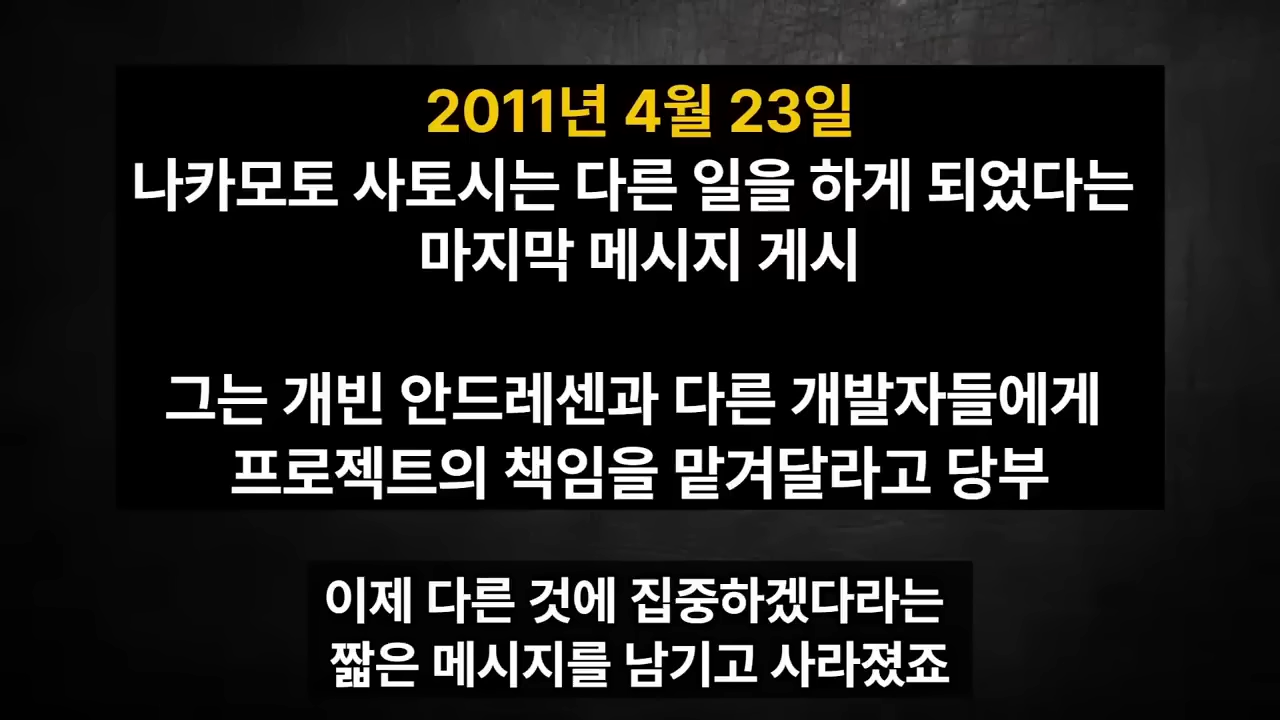 2011년 4월 23일
나카모토 사토시는 다른 일을 하게 되었다는
마지막 메시지 게시
그는 개빈 안드레센과 다른 개발자들에게
프로젝트의 책임을 맡겨달라고 당부
이제 다른 것에 집중하겠다라는
짧은 메시지를 남기고 사라졌죠